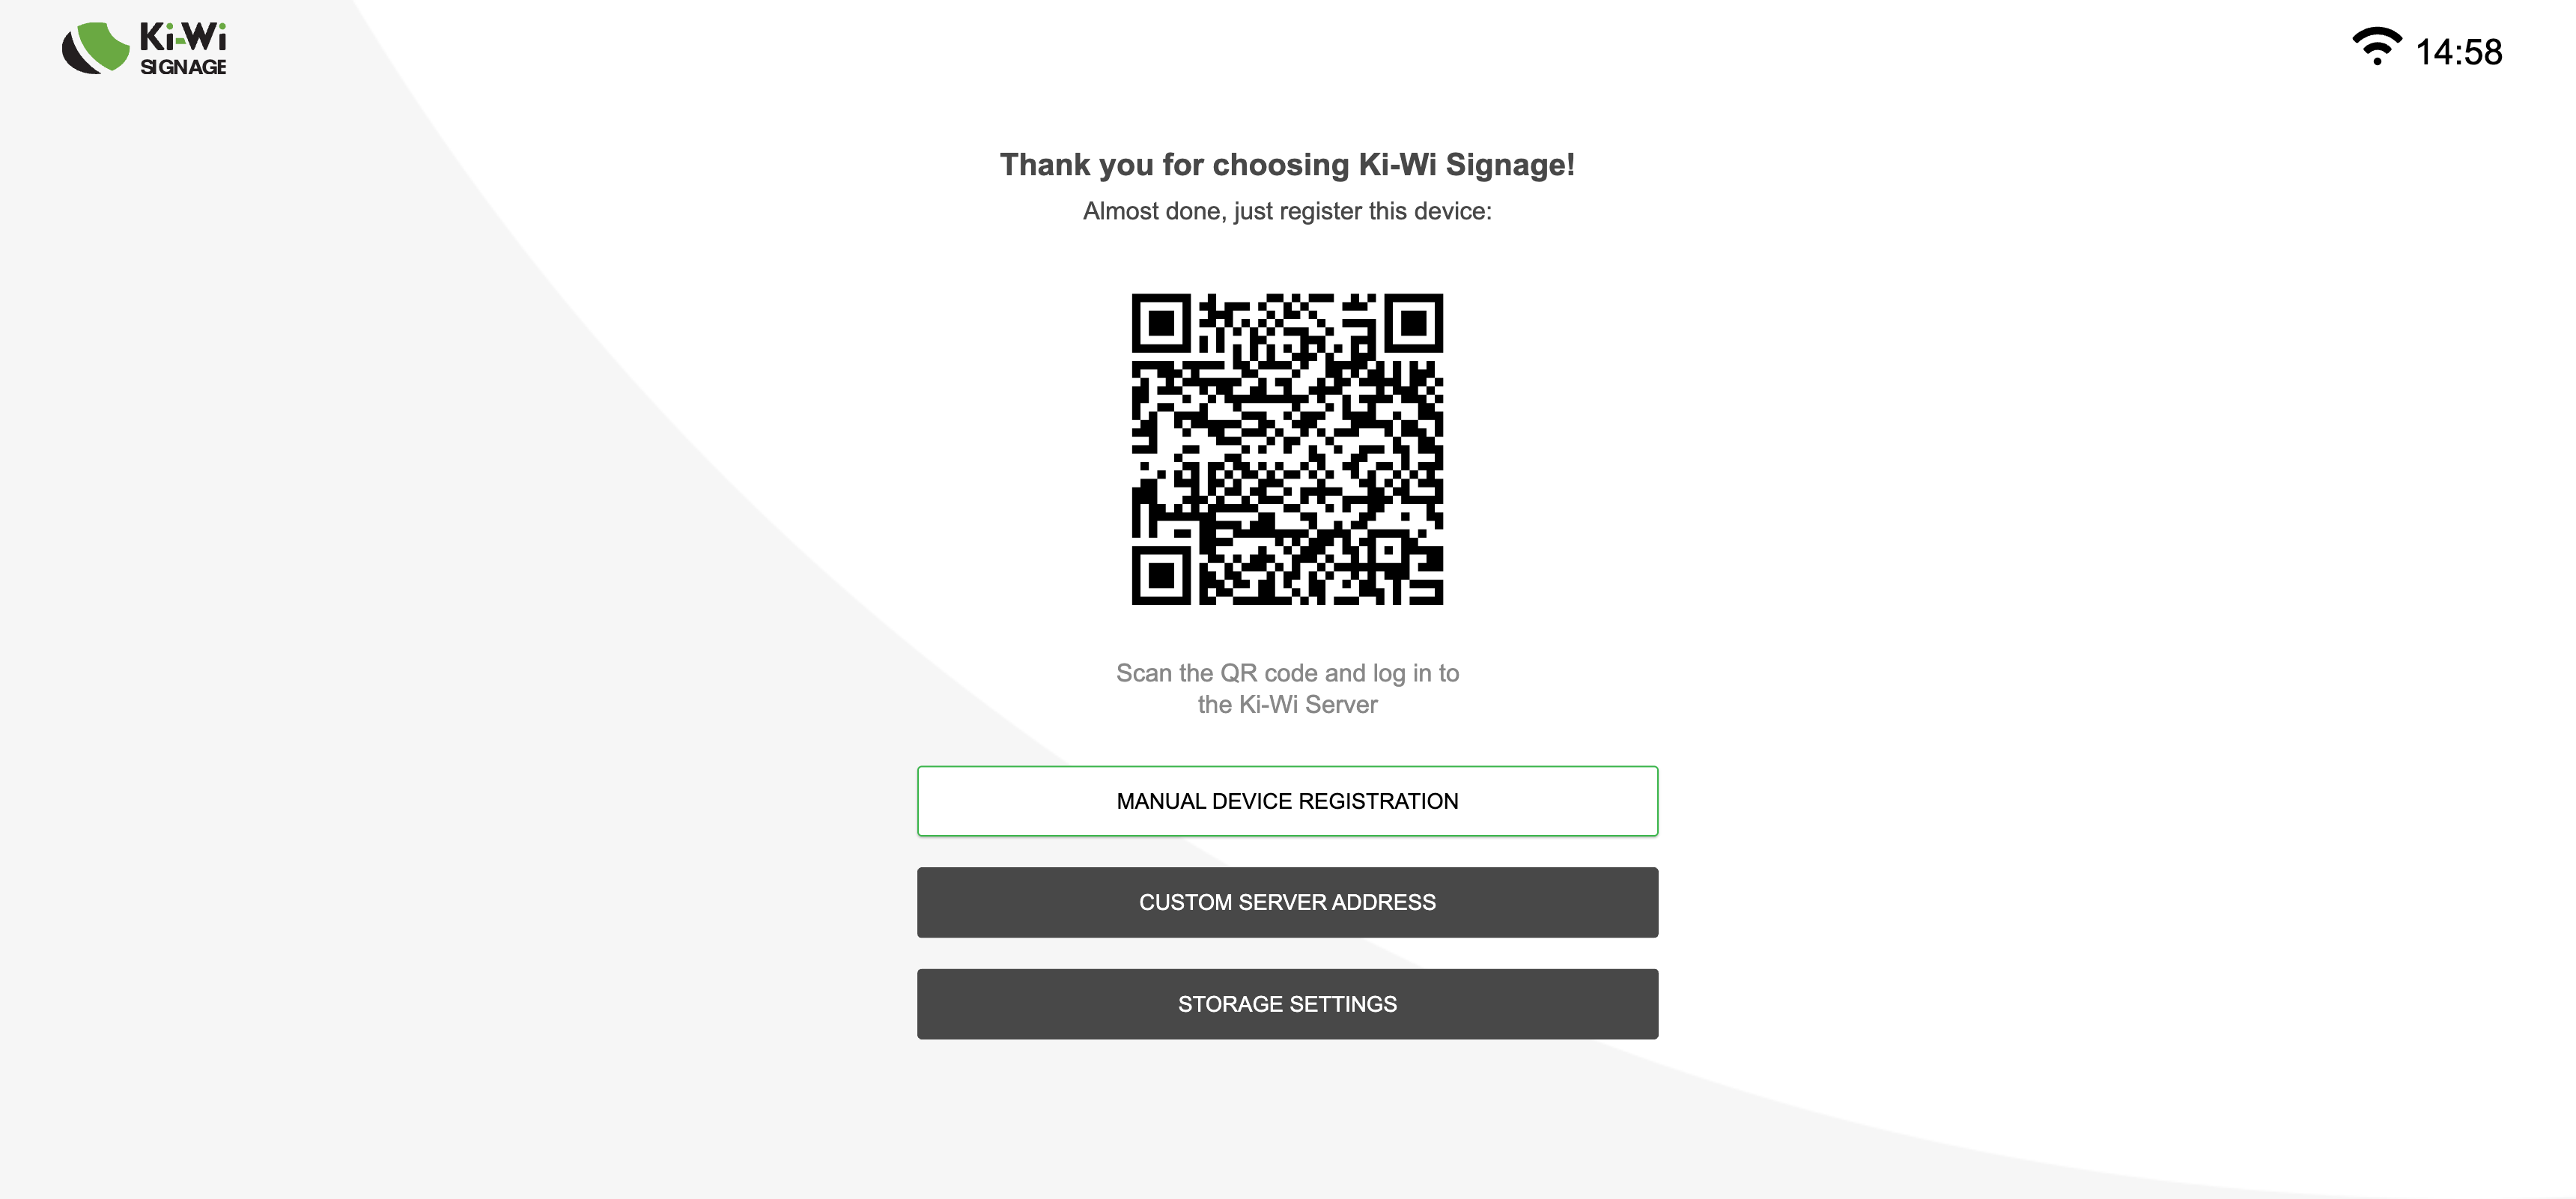 Ki-Wi
SIGNAGE
14:58
Thank you for choosing Ki-Wi Signage!
Almost done, just register this device:
Scan the QR code and log in to
the Ki-Wi Server
MANUAL DEVICE REGISTRATION
CUSTOM SERVER ADDRESS
STORAGE SETTINGS